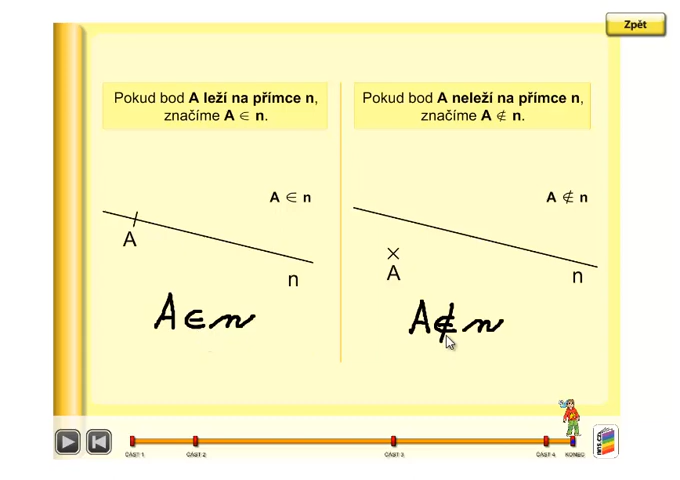 Zpět
Pokud bod A leží na přímce n,
značíme A ∈ n.
A ∈ n
A
n
A ∈ n
Pokud bod A neleží na přímce n,
značíme A ∉ n.
A ∉ n
A
n
A ∉ n
ČÁST 1
ČÁST 2
ČÁST 3
ČÁST 4
KONEC